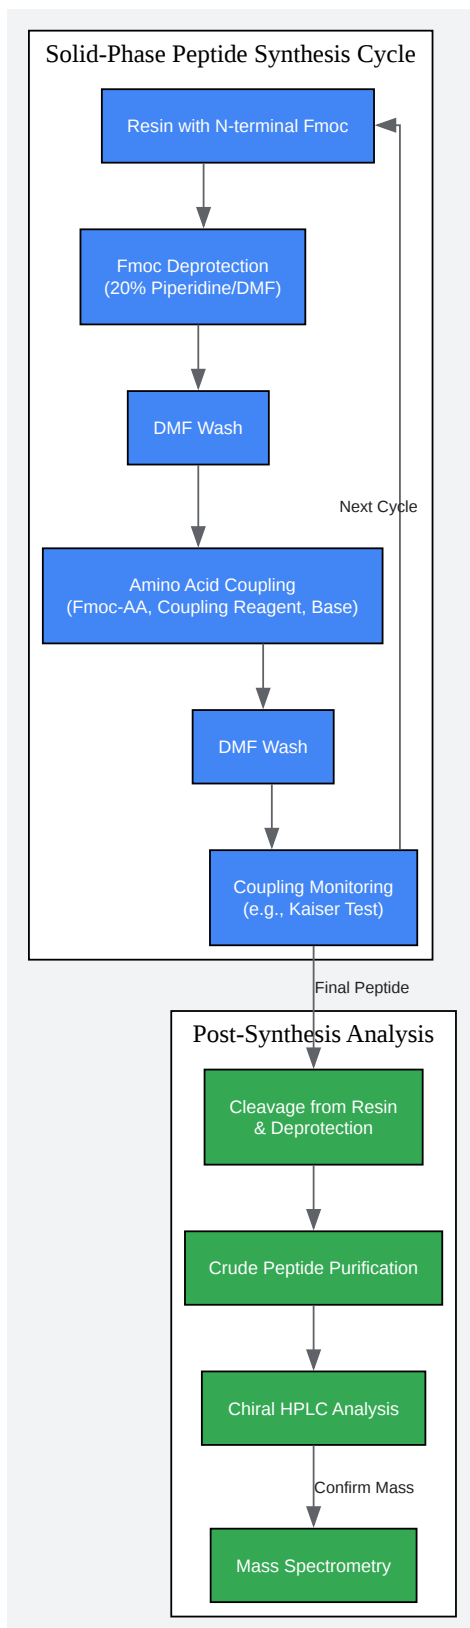 Solid-Phase Peptide Synthesis Cycle
Resin with N-terminal Fmoc
Fmoc Deprotection
(20% Piperidine/DMF)
DMF Wash
Next Cycle
Amino Acid Coupling
(Fmoc-AA, Coupling Reagent, Base)
DMF Wash
Coupling Monitoring
(e.g., Kaiser Test)
Final Peptide
Post-Synthesis Analysis
Cleavage from Resin
& Deprotection
Crude Peptide Purification
Chiral HPLC Analysis
Confirm Mass
Mass Spectrometry